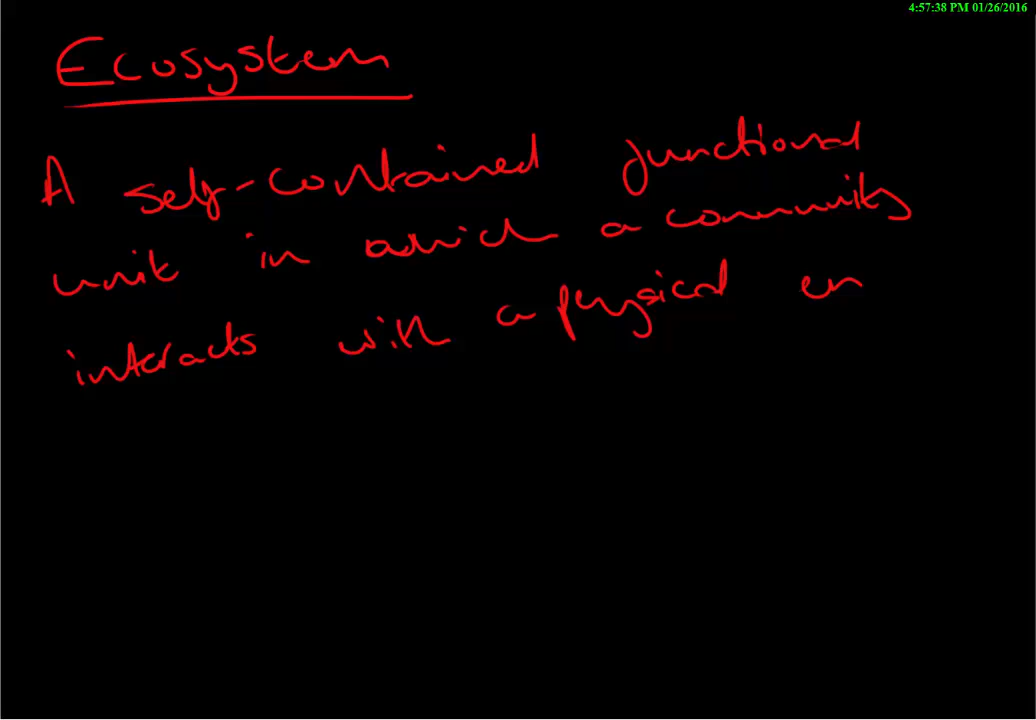 4:57:38 PM 01/26/2016
Ecosystem
A self-contained functional
unit in which a community
interacts with a physical en